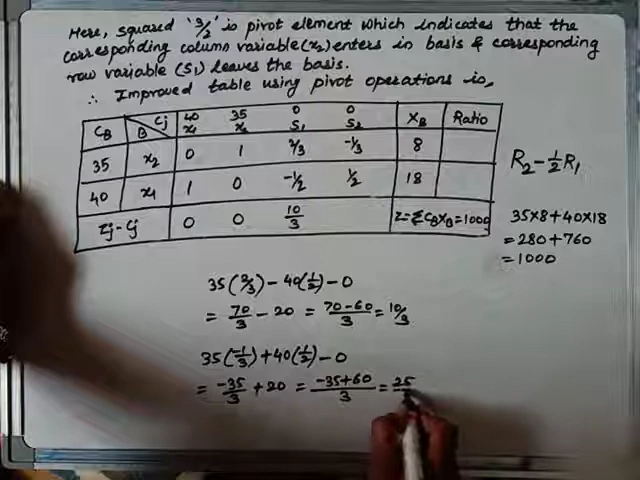 Here, squared '3/2' is pivot element which indicates that the
corresponding column variable (x₂) enters in basis & corresponding
row variable (S₁) leaves the basis.
∴ Improved table using pivot operations is,
Cj 40 35 0 0
CB B x₁ x₂ S₁ S₂ XB Ratio
35 x₂ 0 1 2/3 -1/3 8
40 x₁ 1 0 -1/2 1/2 18
Zj-Cj 0 0 10/3 Z=ΣCBXB=1000
R₂-½R₁
35×8+40×18
=280+760
=1000
35(2/3)-40(1/2)-0
= 70/3 - 20 = 70-60/3 = 10/3
35(-1/3)+40(1/2)-0
= -35/3 + 20 = -35+60/3 = 25